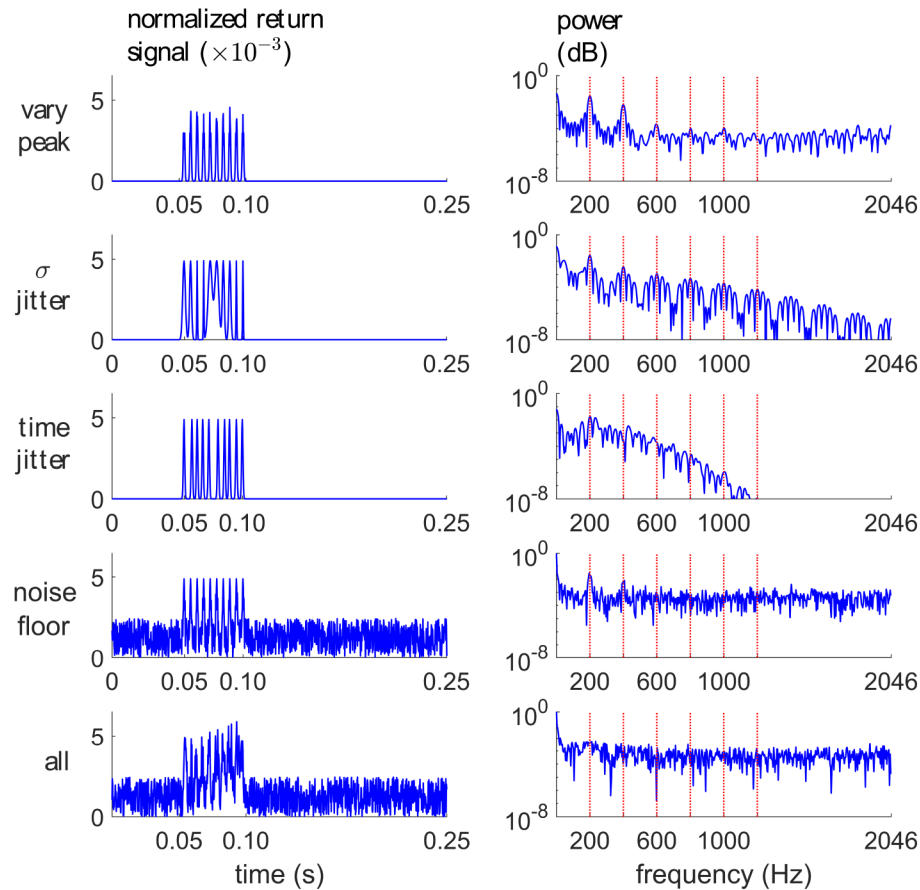 normalized return
signal (×10⁻³)
power
(dB)
vary
peak
5
0
0.05 0.10 0.25
10⁰
10⁻⁸
200 600 1000 2046
σ
jitter
5
0
0 0.05 0.10 0.25
10⁰
10⁻⁸
200 600 1000 2046
time
jitter
5
0
0 0.05 0.10 0.25
10⁰
10⁻⁸
200 600 1000 2046
noise
floor
5
0
0 0.05 0.10 0.25
10⁰
10⁻⁸
200 600 1000 2046
all
5
0
0.05 0.10 0.25
10⁰
10⁻⁸
200 600 1000 2046
time (s)
frequency (Hz)